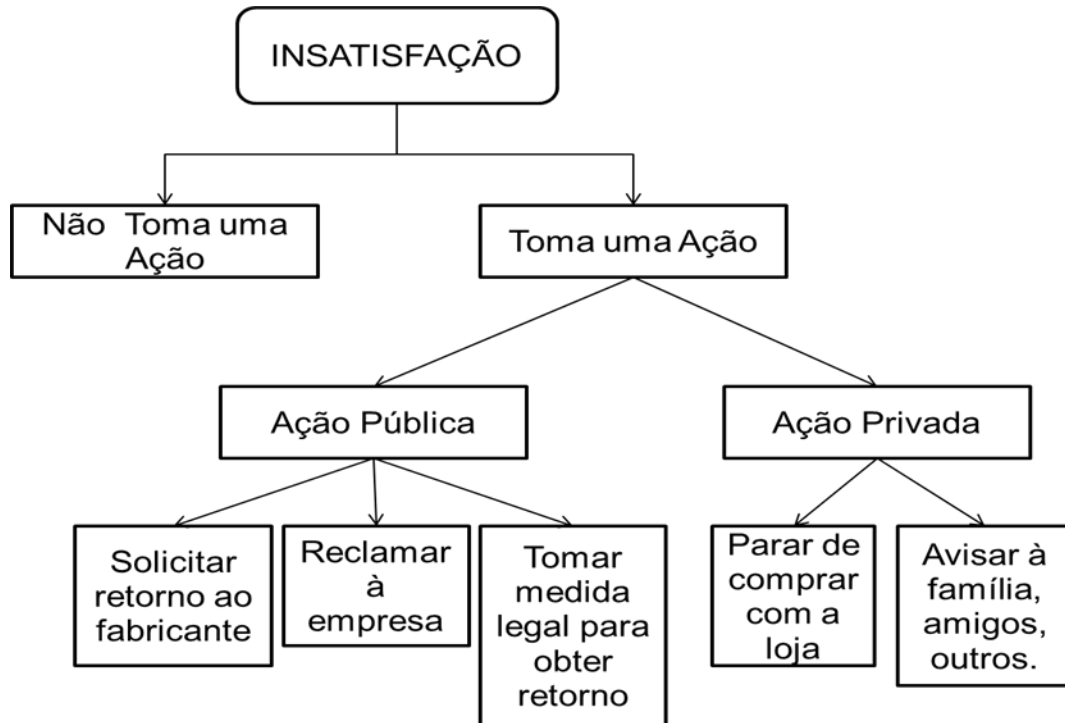 INSATISFAÇÃO
Não Toma uma
Ação
Toma uma Ação
Ação Pública
Ação Privada
Solicitar
retorno ao
fabricante
Reclamar
à
empresa
Tomar
medida
legal para
obter
retorno
Parar de
comprar
com a
loja
Avisar à
família,
amigos,
outros.